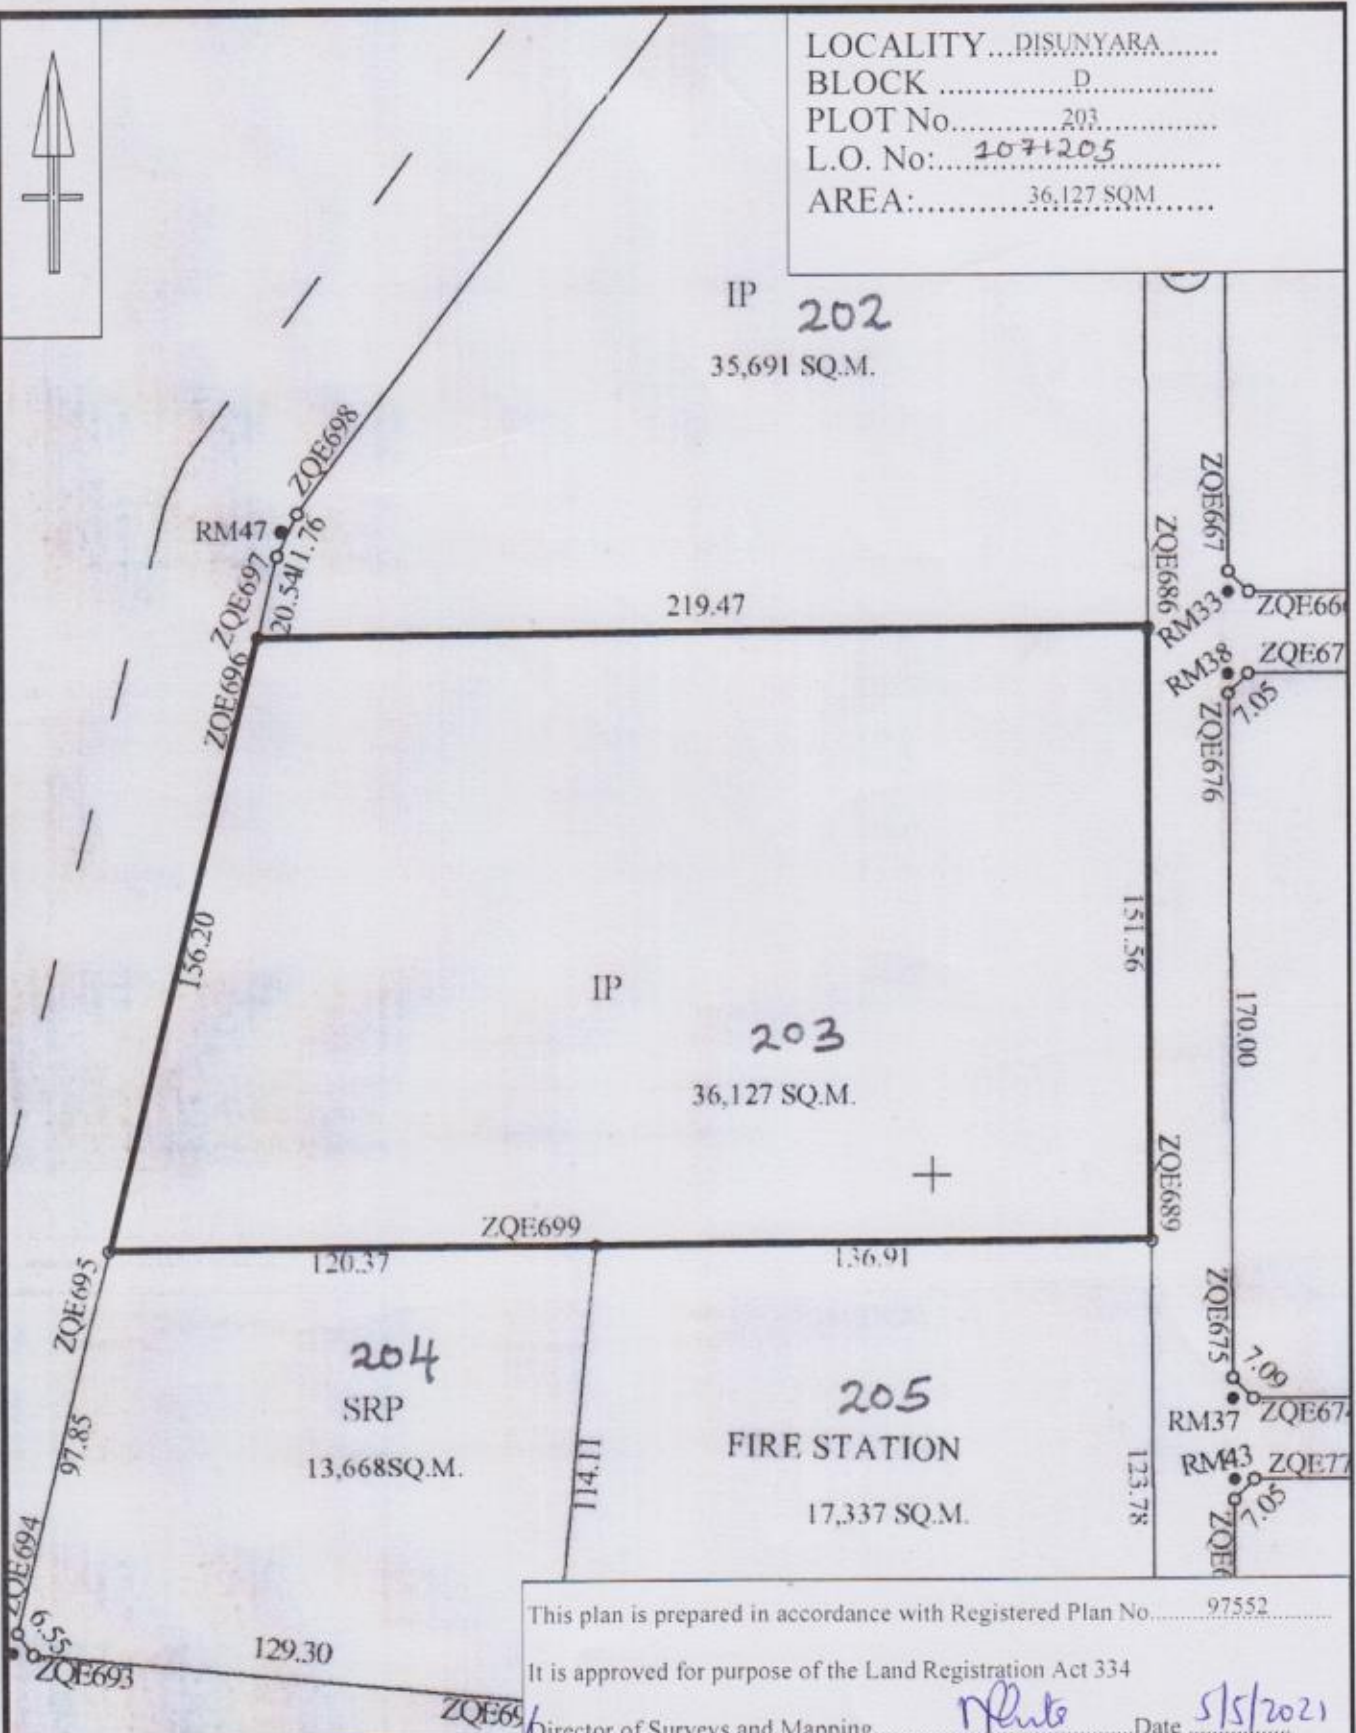 LOCALITY...DISUNYARA.......
BLOCK ...............D...............
PLOT No............203...............
L.O. No:....1071205..............
AREA:..............36,127 SQM......
IP 202
35,691 SQ.M.
ZQE698
RM47
11.76
ZQE697
20.54
ZQE667
ZQE686
RM33
219.47
RM38
ZQE67
7.05
ZQE696
ZQE676
156.20
151.56
IP
170.00
203
36,127 SQ.M.
ZQE689
ZQE699
120.37
136.91
ZQE695
ZQE675
7.09
204
205
SRP
RM37
ZQE674
FIRE STATION
97.85
13,668SQ.M.
114.11
123.78
RM43
ZQE77
7.05
17,337 SQ.M.
ZQE694
6.55
ZQE693
129.30
ZQE69
This plan is prepared in accordance with Registered Plan No..........97552..........
It is approved for purpose of the Land Registration Act 334
Director of Surveys and Mapping Date 5/5/2021